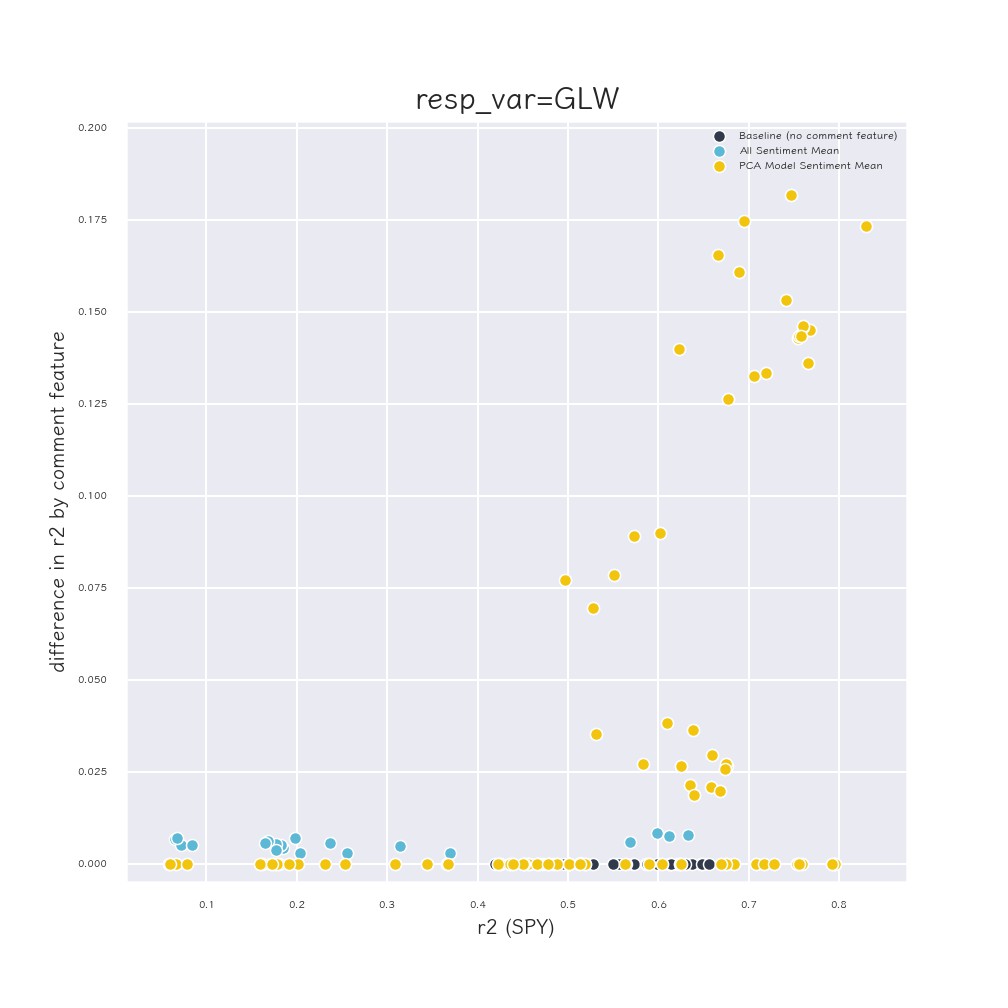 resp_var=GLW
0.200
0.175
0.150
0.125
0.100
0.075
0.050
0.025
0.000
difference in r2 by comment feature
Baseline (no comment feature)
All Sentiment Mean
PCA Model Sentiment Mean
0.1 0.2 0.3 0.4 0.5 0.6 0.7 0.8
r2 (SPY)